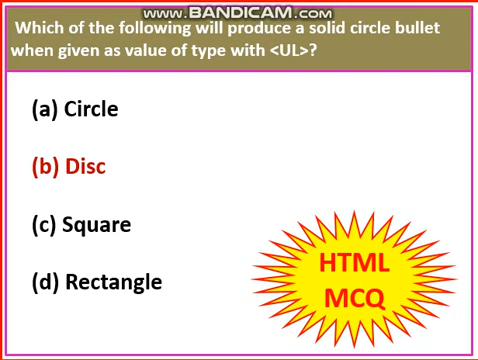 www.BANDICAM.com
Which of the following will produce a solid circle bullet
when given as value of type with <UL>?
(a) Circle
(b) Disc
(c) Square
(d) Rectangle
HTML
MCQ